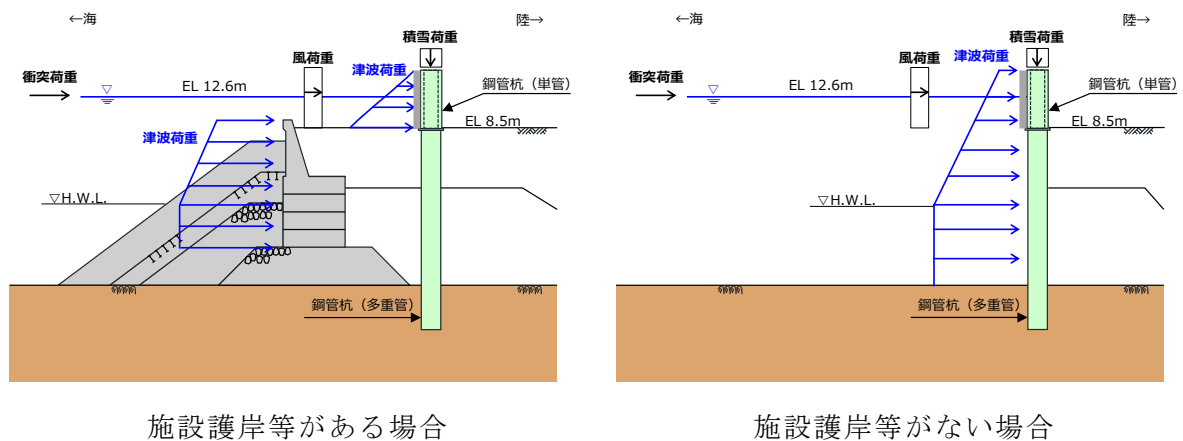 ←海
陸→
積雪荷重
風荷重
津波荷重
衝突荷重
▽
EL 12.6m
鋼管杭（単管）
EL 8.5m
津波荷重
▽H.W.L.
鋼管杭（多重管）
施設護岸等がある場合
←海
陸→
積雪荷重
風荷重
津波荷重
衝突荷重
▽
EL 12.6m
鋼管杭（単管）
EL 8.5m
▽H.W.L.
鋼管杭（多重管）
施設護岸等がない場合